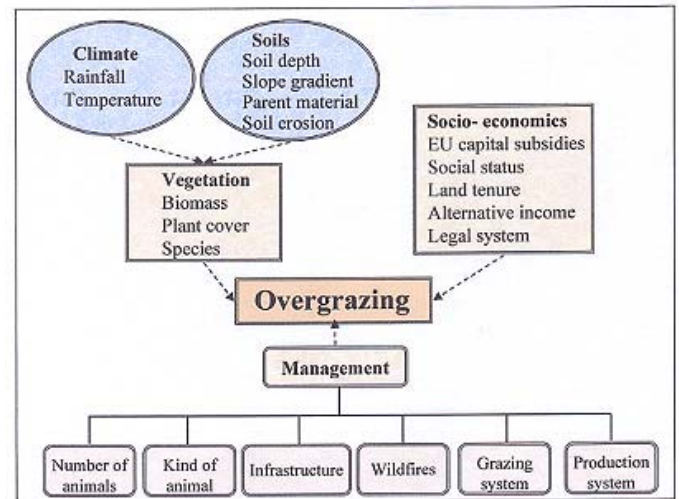 Climate
Rainfall
Temperature
Soils
Soil depth
Slope gradient
Parent material
Soil erosion
Socio- economics
EU capital subsidies
Social status
Land tenure
Alternative income
Legal system
Vegetation
Biomass
Plant cover
Species
Overgrazing
Management
Number of
animals
Kind of
animal
Infrastructure
Wildfires
Grazing
system
Production
system